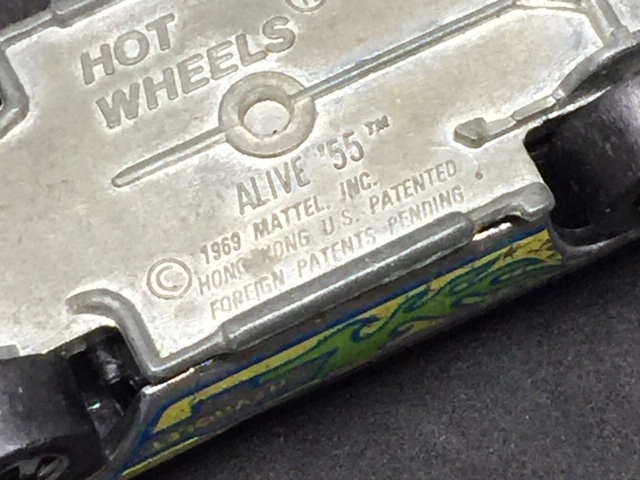 HOT
WHEELS®
ALIVE '55™
© 1969 MATTEL, INC.
HONG KONG U.S. PATENTED
FOREIGN PATENTS PENDING